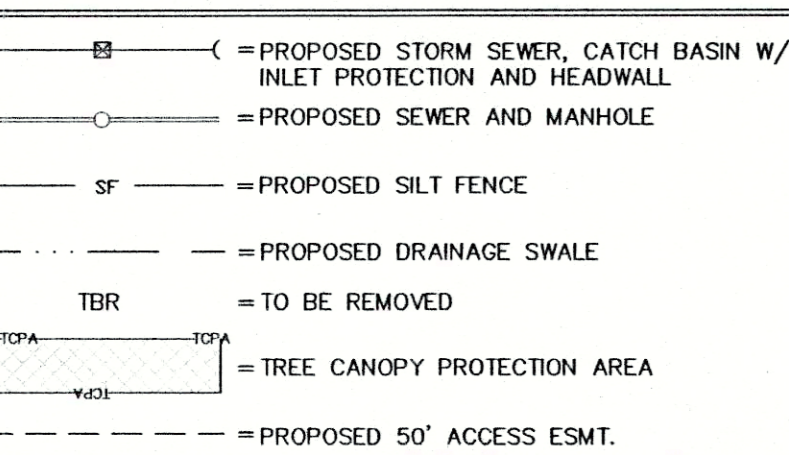 = PROPOSED STORM SEWER, CATCH BASIN W/
INLET PROTECTION AND HEADWALL
= PROPOSED SEWER AND MANHOLE
SF = PROPOSED SILT FENCE
= PROPOSED DRAINAGE SWALE
TBR = TO BE REMOVED
TCPA TCPA
= TREE CANOPY PROTECTION AREA
TCPA
= PROPOSED 50' ACCESS ESMT.